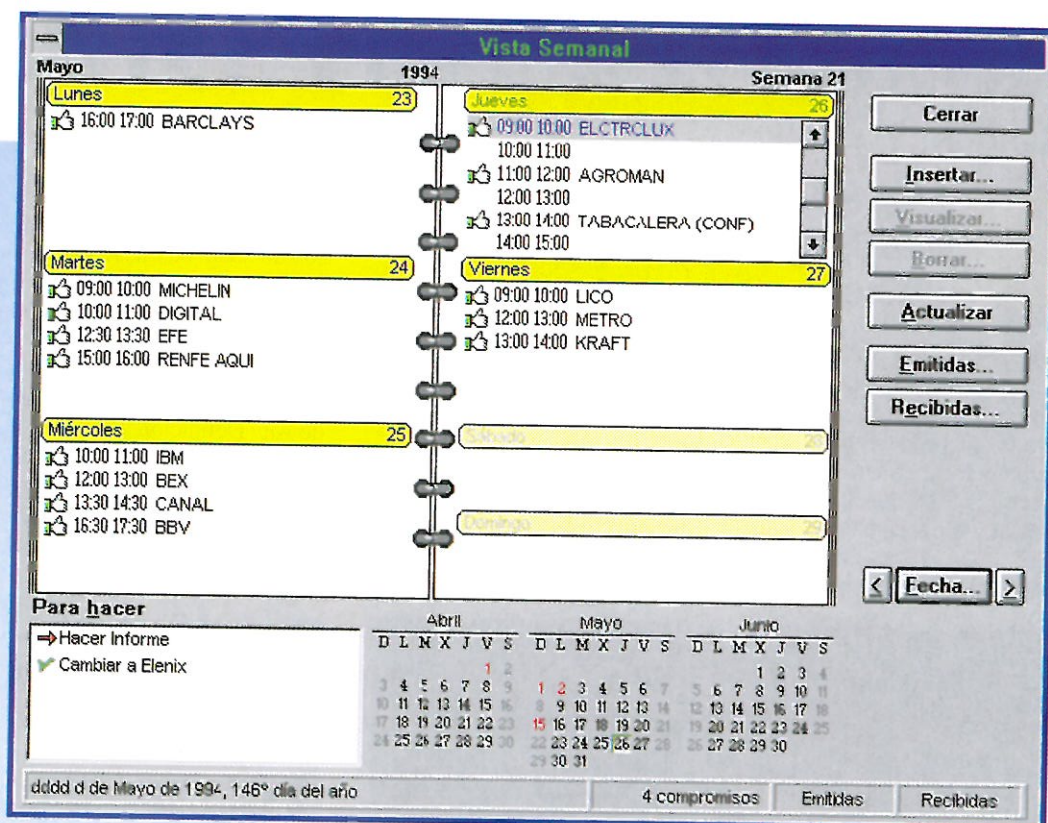 Vista Semanal
Mayo 1994 Semana 21
Lunes 23
16:00 17:00 BARCLAYS
Martes 24
09:00 10:00 MICHELIN
10:00 11:00 DIGITAL
12:30 13:30 EFE
15:00 16:00 RENFE AQUI
Miércoles 25
10:00 11:00 IBM
12:00 13:00 BEX
13:30 14:30 CANAL
16:30 17:30 BBV
Jueves 26
09:00 10:00 ELCTRCLUX
10:00 11:00
11:00 12:00 AGROMAN
12:00 13:00
13:00 14:00 TABACALERA (CONF)
14:00 15:00
Viernes 27
09:00 10:00 LICO
12:00 13:00 METRO
13:00 14:00 KRAFT
Sábado 28
Domingo 29
Cerrar
Insertar...
Visualizar...
Borrar...
Actualizar
Emitidas...
Recibidas...
< Fecha... >
Para hacer
Hacer Informe
Cambiar a Elenix
Abril
D L M X J V S
1 2
3 4 5 6 7 8 9
10 11 12 13 14 15 16
17 18 19 20 21 22 23
24 25 26 27 28 29 30
Mayo
D L M X J V S
1 2 3 4 5 6 7
8 9 10 11 12 13 14
15 16 17 18 19 20 21
22 23 24 25 26 27 28
29 30 31
Junio
D L M X J V S
1 2 3 4
5 6 7 8 9 10 11
12 13 14 15 16 17 18
19 20 21 22 23 24 25
26 27 28 29 30
dddd d de Mayo de 1994, 146º día del año
4 compromisos
Emitidas
Recibidas